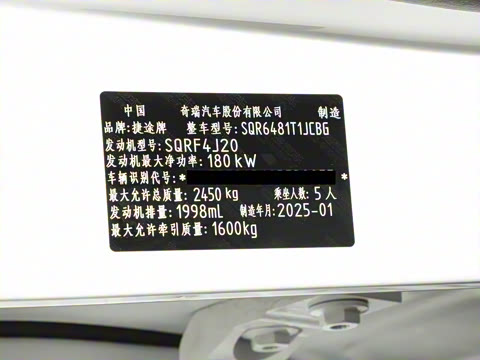 中国 奇瑞汽车股份有限公司 制造
品牌:捷途牌 整车型号:SQR6481T1JCBG
发动机型号:SQRF4J20
发动机最大净功率:180kW
车辆识别代号:* *
最大允许总质量:2450kg 乘坐人数:5人
发动机排量:1998mL 制造年月:2025-01
最大允许牵引质量:1600kg